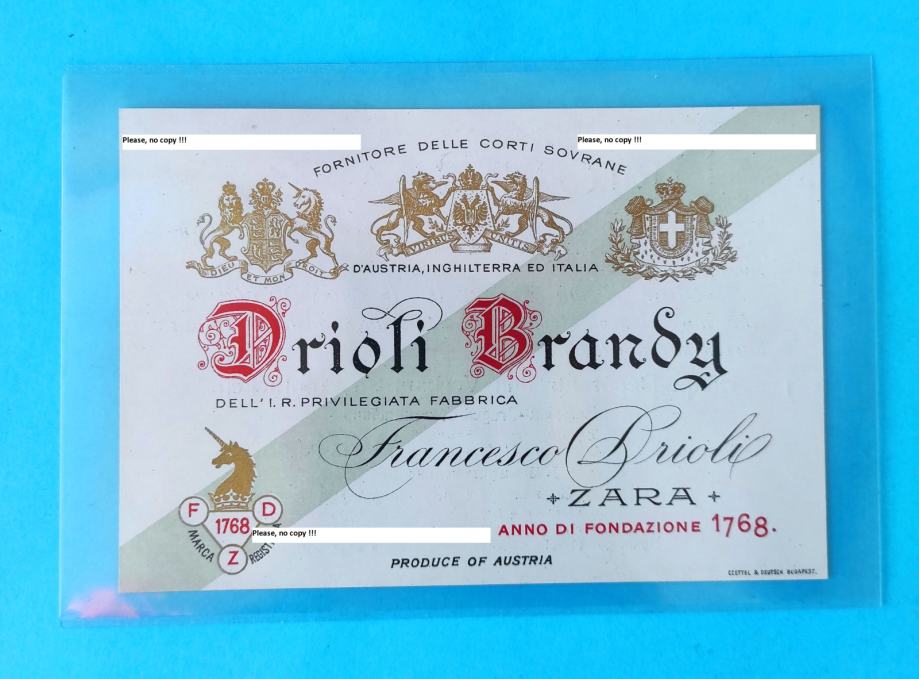 Please, no copy !!!
Please, no copy !!!
FORNITORE DELLE CORTI SOVRANE
DIEU ET MON DROIT
VIRIBUS UNITIS
D'AUSTRIA, INGHILTERRA ED ITALIA
Drioli Brandy
DELL' I. R. PRIVILEGIATA FABBRICA
Francesco Drioli
+ZARA+
F D
1768
Z
MARCA
Please, no copy !!!
ANNO DI FONDAZIONE 1768.
PRODUCE OF AUSTRIA
BUDAPEST.